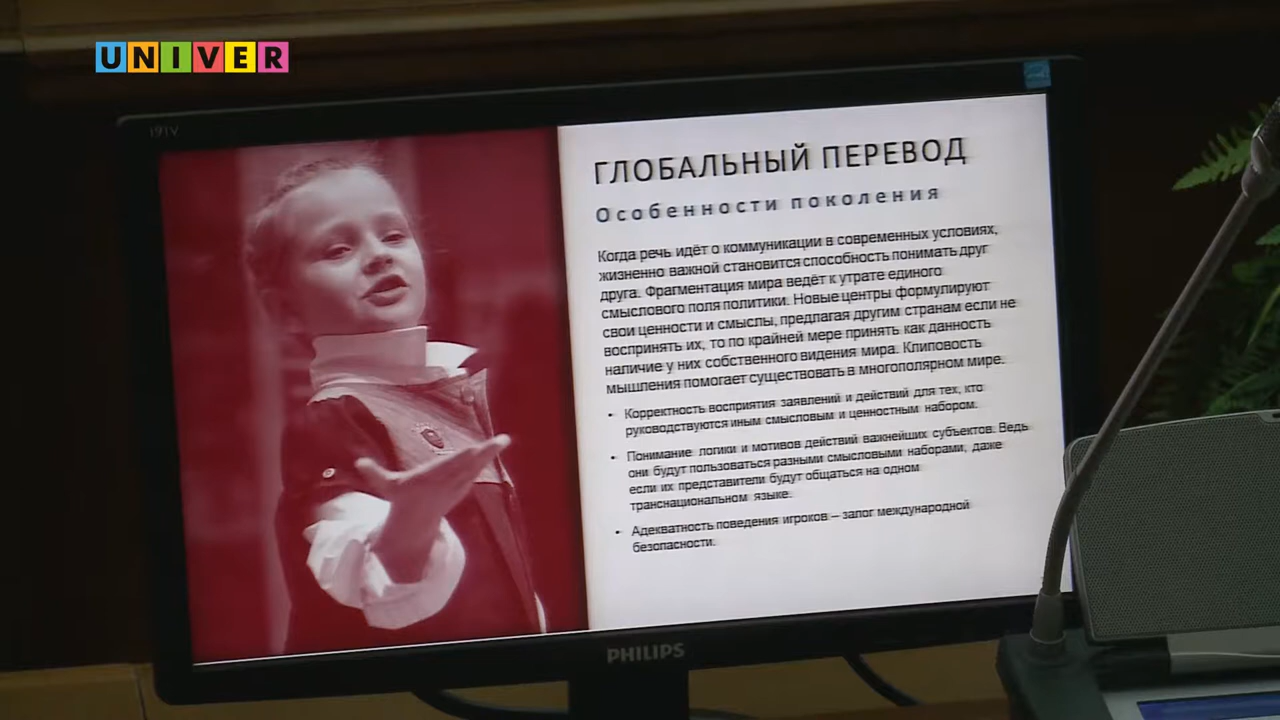 UNIVER
191V
ГЛОБАЛЬНЫЙ ПЕРЕВОД
Особенности поколения
Когда речь идёт о коммуникации в современных условиях,
жизненно важной становится способность понимать друг
друга. Фрагментация мира ведёт к утрате единого
смыслового поля политики. Новые центры формулируют
свои ценности и смыслы, предлагая другим странам если не
воспринять их, то по крайней мере принять как данность
наличие у них собственного видения мира. Клиповость
мышления помогает существовать в многополярном мире.
• Корректность восприятия заявлений и действий для тех, кто
руководствуются иным смысловым и ценностным набором.
• Понимание логики и мотивов действий важнейших субъектов. Ведь
они будут пользоваться разными смысловыми наборами, даже
если их представители будут общаться на одном
транснациональном языке.
• Адекватность поведения игроков – залог международной
безопасности.
PHILIPS